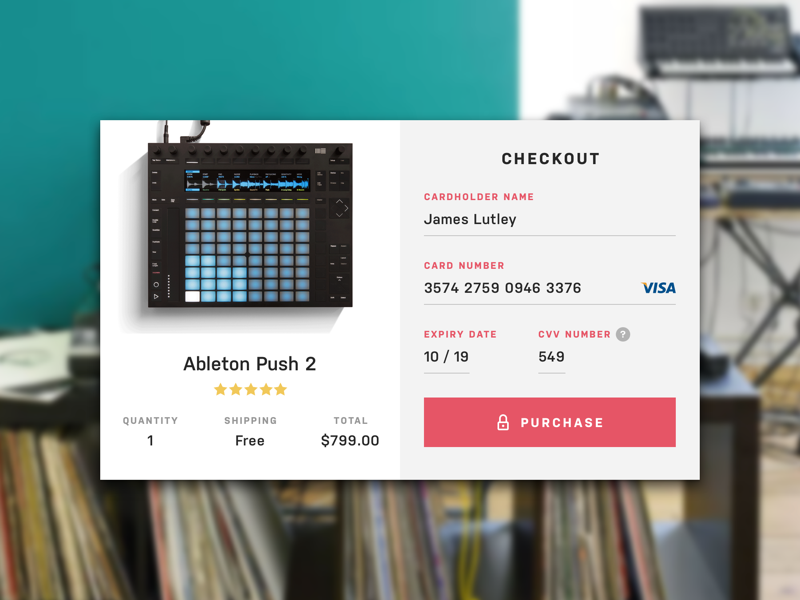 Ableton Push 2
QUANTITY
1
SHIPPING
Free
TOTAL
$799.00
CHECKOUT
CARDHOLDER NAME
James Lutley
CARD NUMBER
3574 2759 0946 3376 VISA
EXPIRY DATE
10 / 19
CVV NUMBER ?
549
PURCHASE